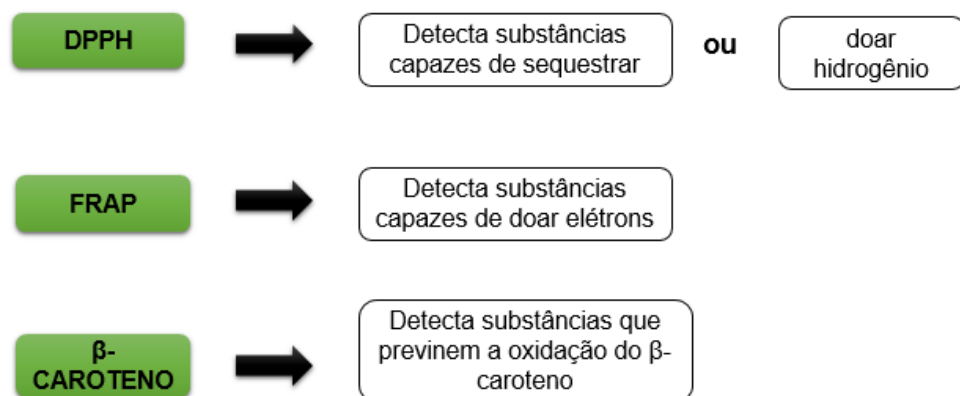 DPPH
Detecta substâncias
capazes de sequestrar
ou
doar
hidrogênio
FRAP
Detecta substâncias
capazes de doar elétrons
β-
CAROTENO
Detecta substâncias que
previnem a oxidação do β-
caroteno